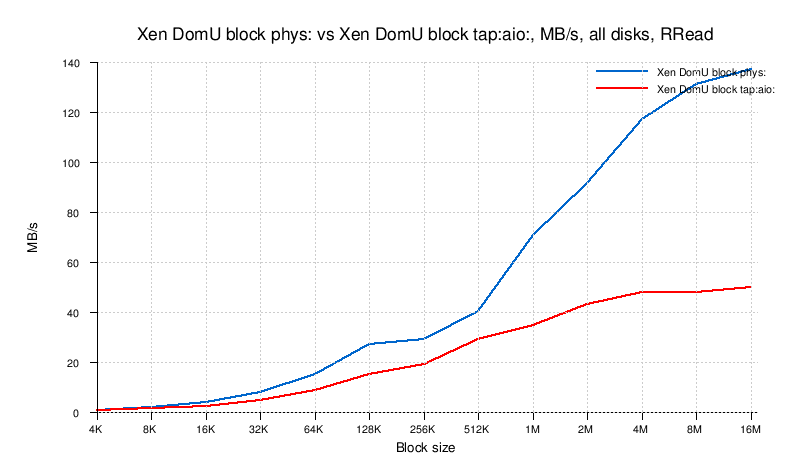 Xen DomU block phys: vs Xen DomU block tap:aio:, MB/s, all disks, RRead
Xen DomU block phys:
Xen DomU block tap:aio:
MB/s
140
120
100
80
60
40
20
0
4K 8K 16K 32K 64K 128K 256K 512K 1M 2M 4M 8M 16M
Block size